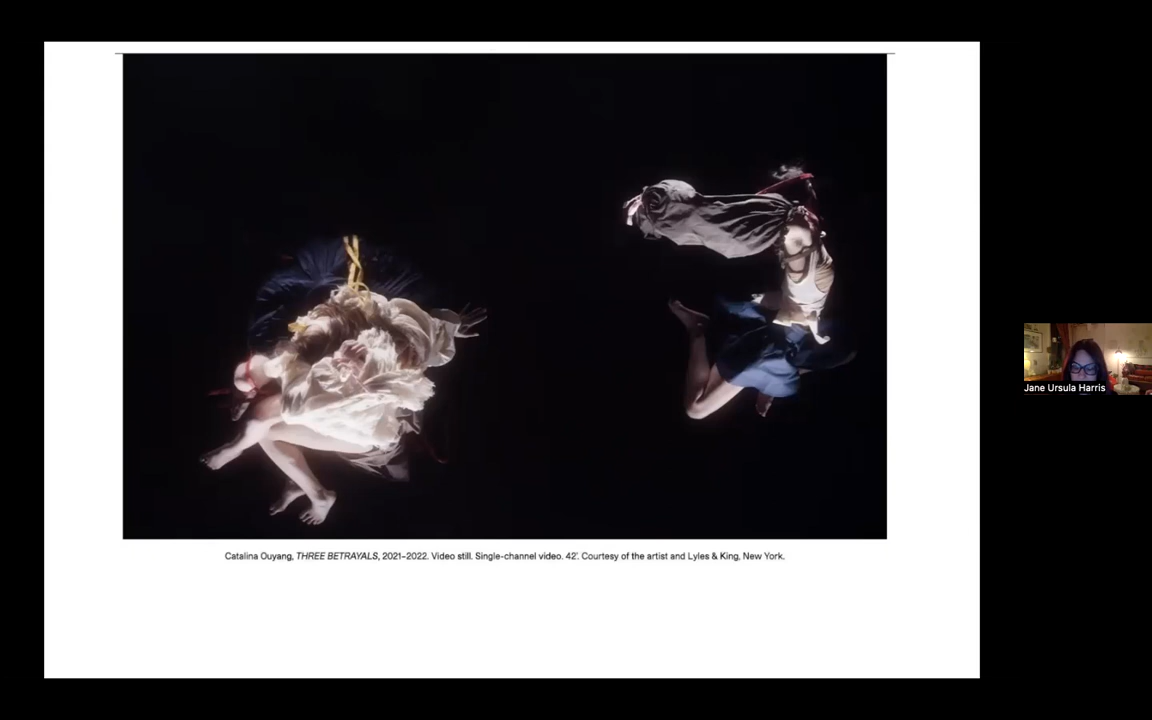 Catalina Ouyang, THREE BETRAYALS, 2021–2022. Video still. Single-channel video. 42'. Courtesy of the artist and Lyles & King, New York.
Jane Ursula Harris